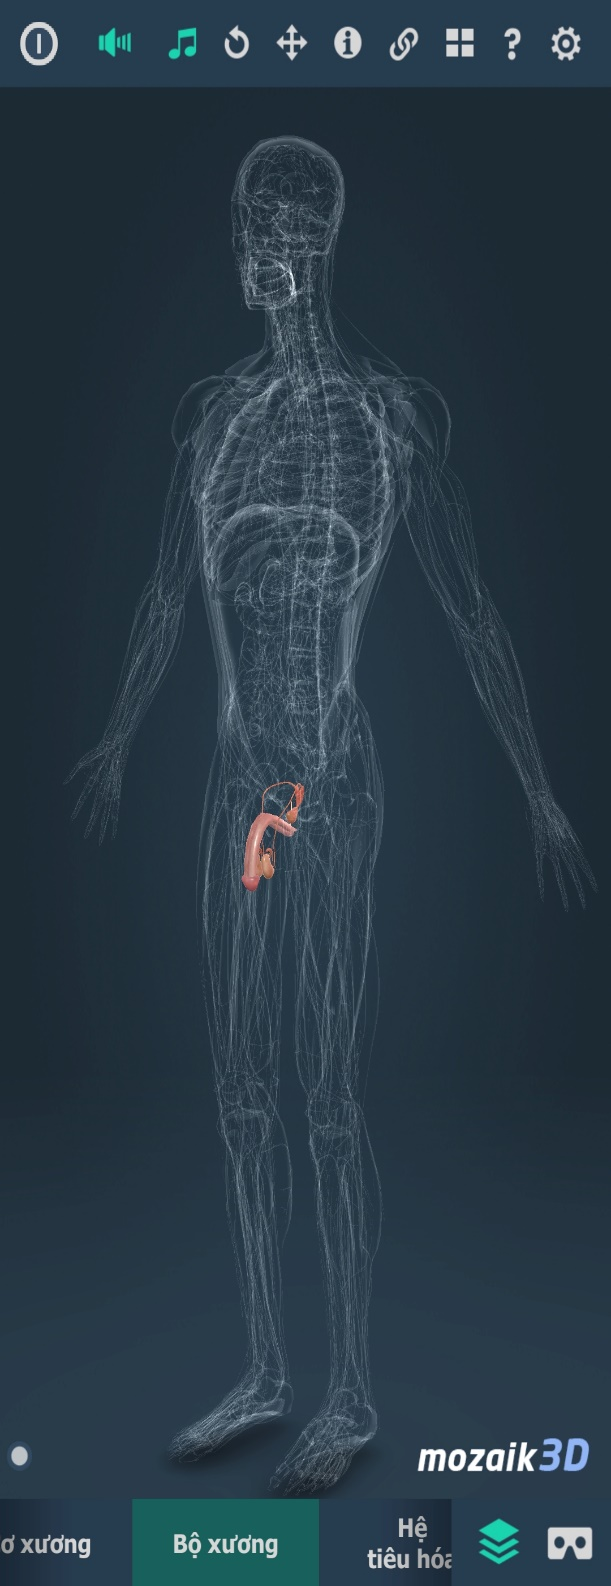 mozaik3D
ơ xương
Bộ xương
Hệ
tiêu hóa